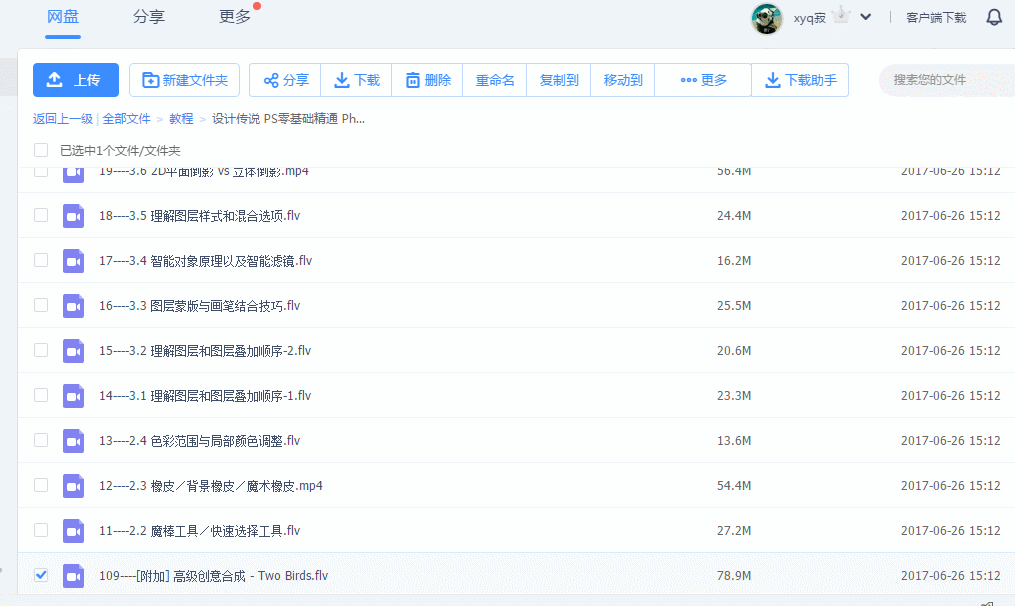 网盘 分享 更多 xyq寂 客户端下载
上传 新建文件夹 分享 下载 删除 重命名 复制到 移动到 更多 下载助手 搜索您的文件
返回上一级 | 全部文件 > 教程 > 设计传说 PS零基础精通 Ph...
已选中1个文件/文件夹
19----3.6 2D平面倒影 vs 立体倒影.mp4 56.4M 2017-06-26 15:12
18----3.5 理解图层样式和混合选项.flv 24.4M 2017-06-26 15:12
17----3.4 智能对象原理以及智能滤镜.flv 16.2M 2017-06-26 15:12
16----3.3 图层蒙版与画笔结合技巧.flv 25.5M 2017-06-26 15:12
15----3.2 理解图层和图层叠加顺序-2.flv 20.6M 2017-06-26 15:12
14----3.1 理解图层和图层叠加顺序-1.flv 23.3M 2017-06-26 15:12
13----2.4 色彩范围与局部颜色调整.flv 13.6M 2017-06-26 15:12
12----2.3 橡皮／背景橡皮／魔术橡皮.mp4 54.4M 2017-06-26 15:12
11----2.2 魔棒工具／快速选择工具.flv 27.2M 2017-06-26 15:12
109----[附加] 高级创意合成 - Two Birds.flv 78.9M 2017-06-26 15:12